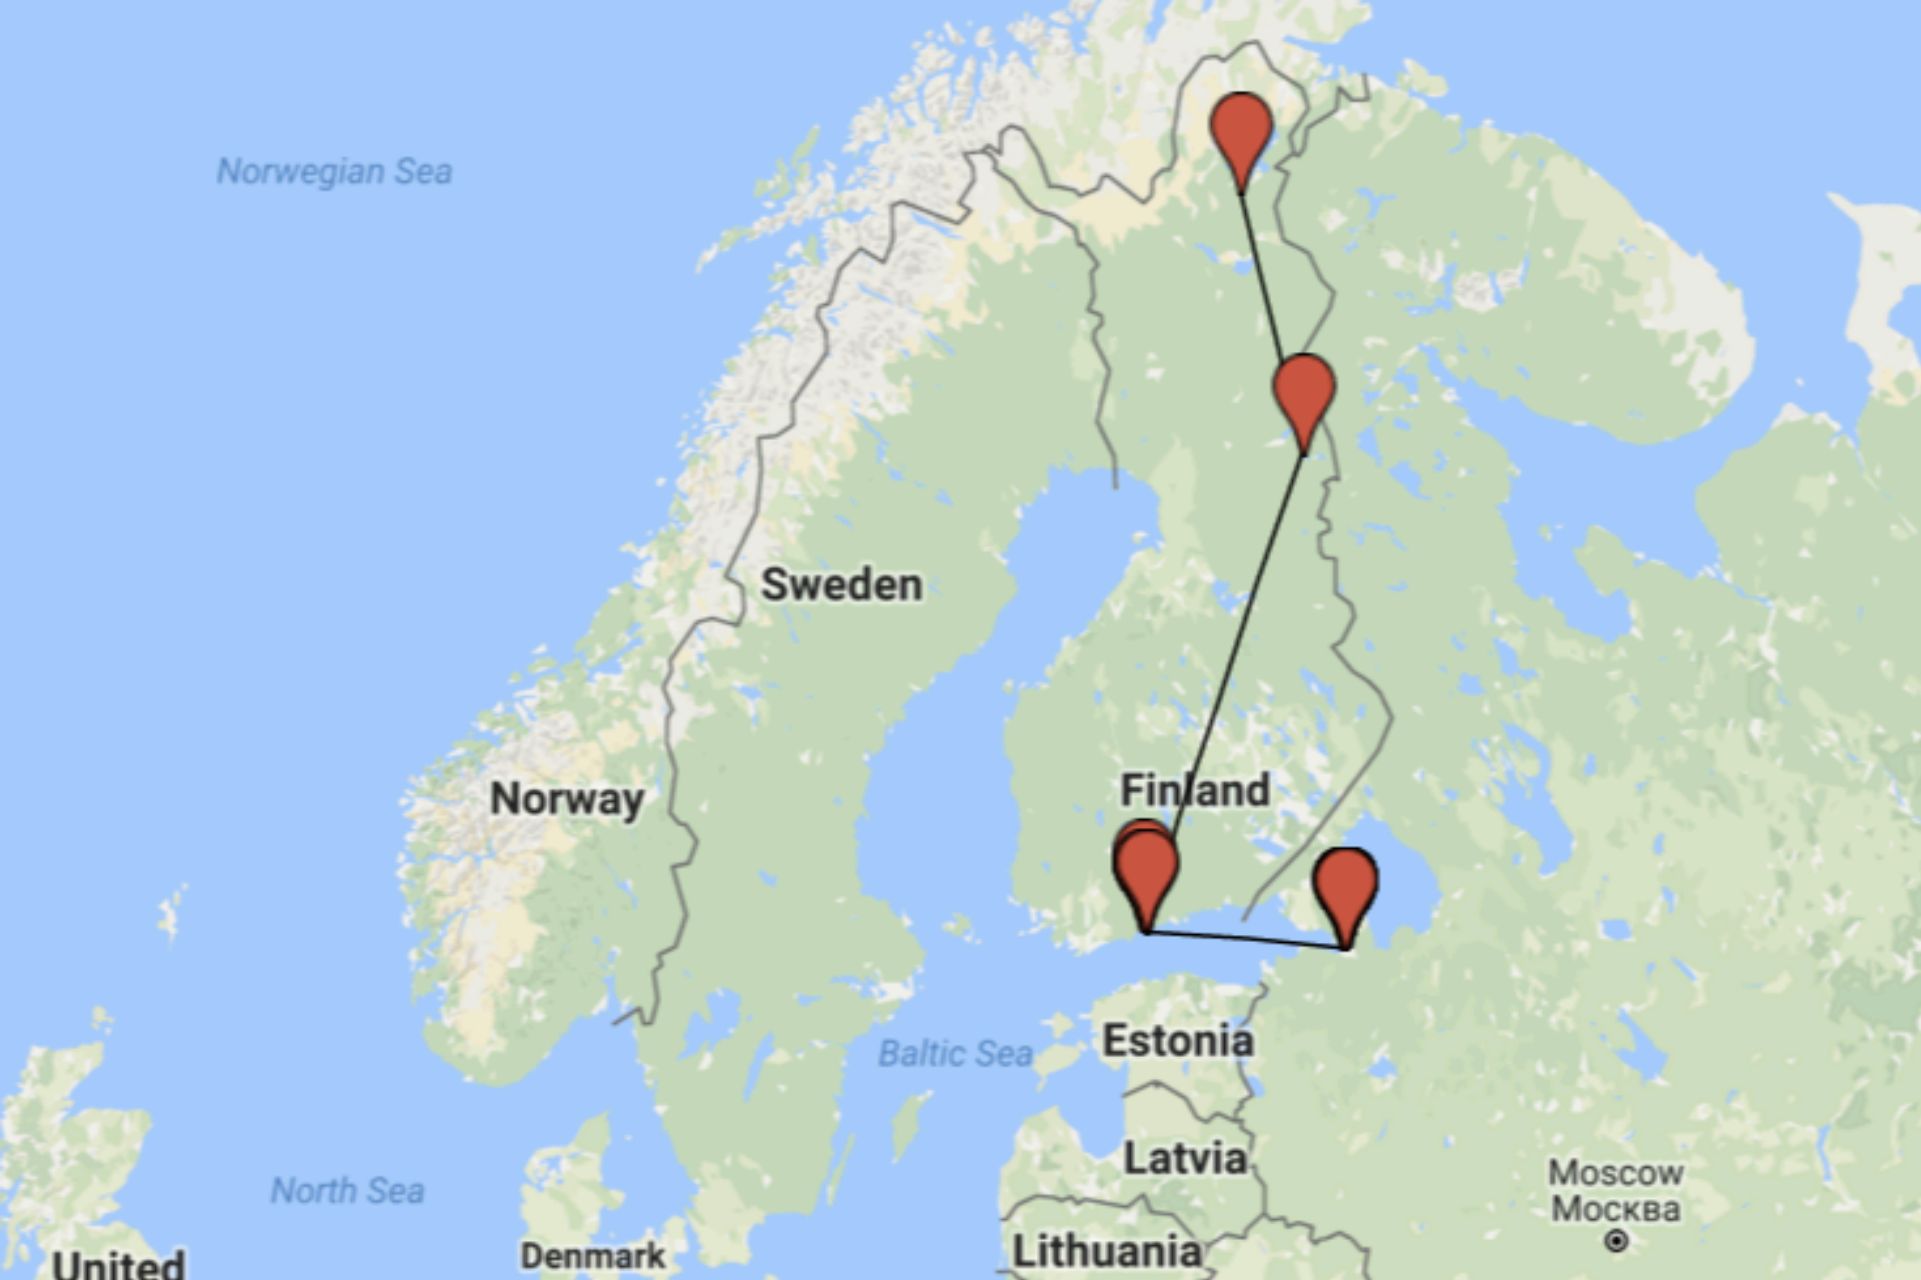 Norwegian Sea
Sweden
Norway
Finland
Estonia
Baltic Sea
Latvia
Moscow
Москва
North Sea
Denmark
Lithuania
United